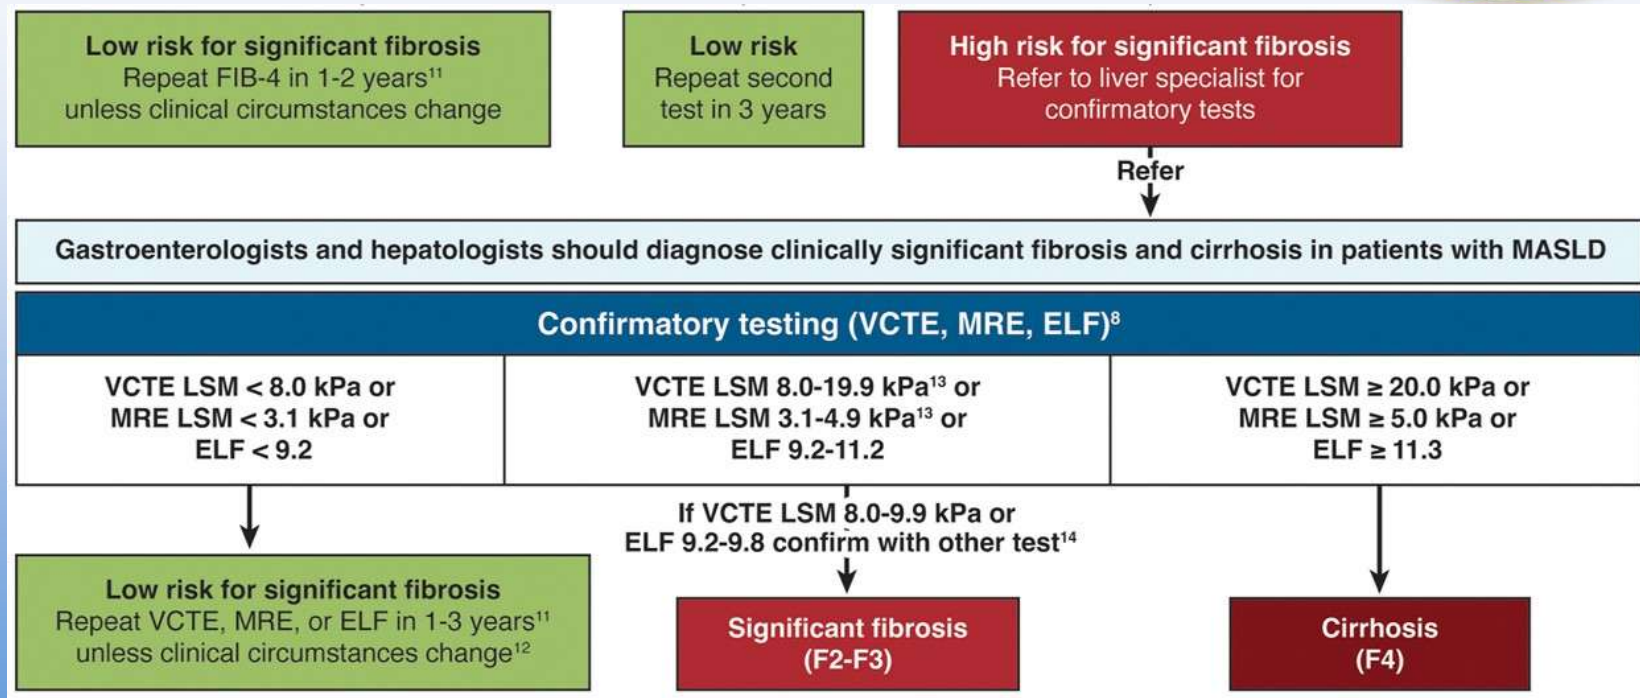 Low risk for significant fibrosis
Repeat FIB-4 in 1-2 years¹¹
unless clinical circumstances change
Low risk
Repeat second
test in 3 years
High risk for significant fibrosis
Refer to liver specialist for
confirmatory tests
Refer
Gastroenterologists and hepatologists should diagnose clinically significant fibrosis and cirrhosis in patients with MASLD
Confirmatory testing (VCTE, MRE, ELF)⁸
VCTE LSM < 8.0 kPa or
MRE LSM < 3.1 kPa or
ELF < 9.2
VCTE LSM 8.0-19.9 kPa¹³ or
MRE LSM 3.1-4.9 kPa¹³ or
ELF 9.2-11.2
VCTE LSM ≥ 20.0 kPa or
MRE LSM ≥ 5.0 kPa or
ELF ≥ 11.3
If VCTE LSM 8.0-9.9 kPa or
ELF 9.2-9.8 confirm with other test¹⁴
Low risk for significant fibrosis
Repeat VCTE, MRE, or ELF in 1-3 years¹¹
unless clinical circumstances change¹²
Significant fibrosis
(F2-F3)
Cirrhosis
(F4)